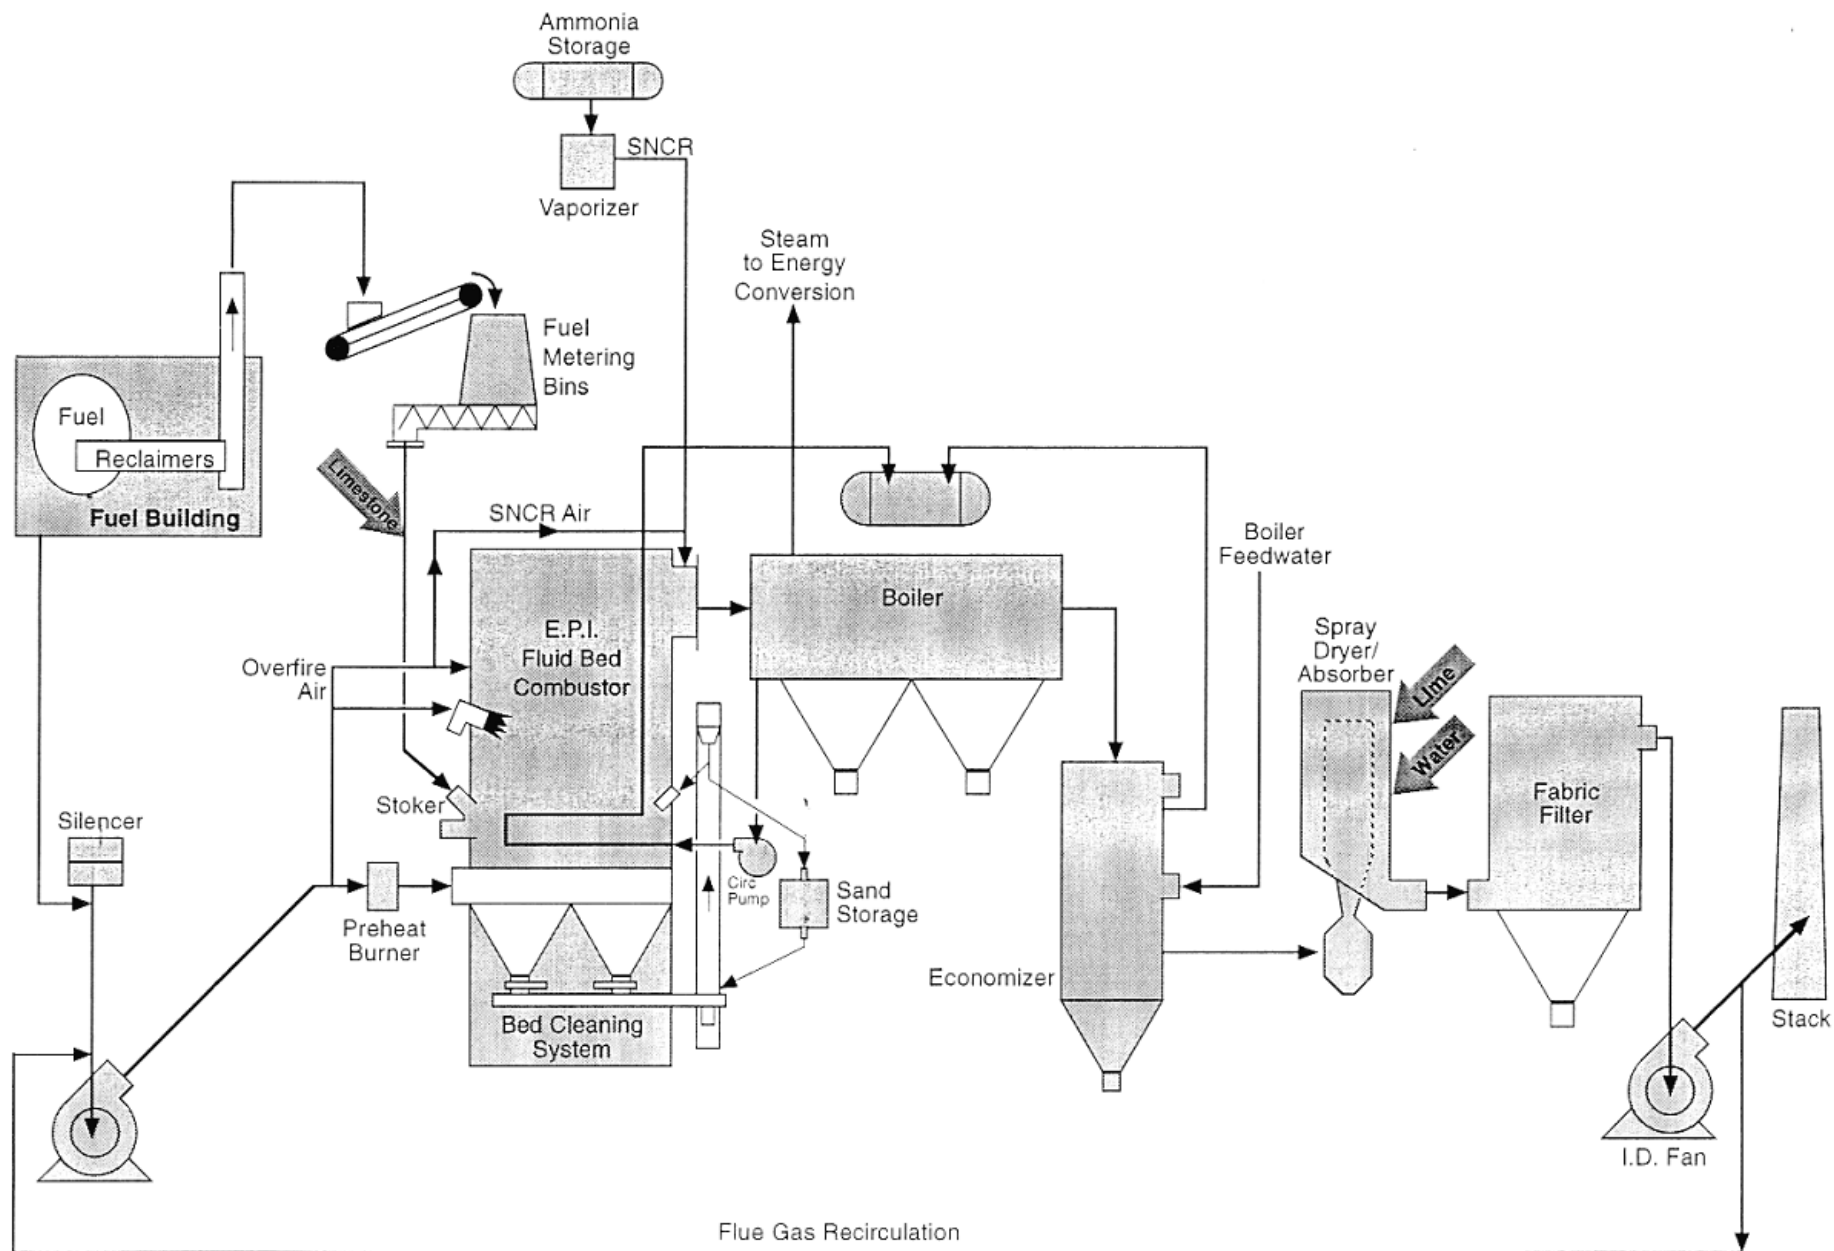 Ammonia
Storage
SNCR
Vaporizer
Steam
to Energy
Conversion
Fuel
Metering
Bins
Fuel
Reclaimers
Fuel Building
Limestone
SNCR Air
Boiler
Feedwater
Boiler
E.P.I.
Fluid Bed
Combustor
Overfire
Air
Spray
Dryer/
Absorber
Lime
Water
Stoker
Silencer
Fabric
Filter
Circ
Pump
Sand
Storage
Preheat
Burner
Economizer
Bed Cleaning
System
Stack
I.D. Fan
Flue Gas Recirculation